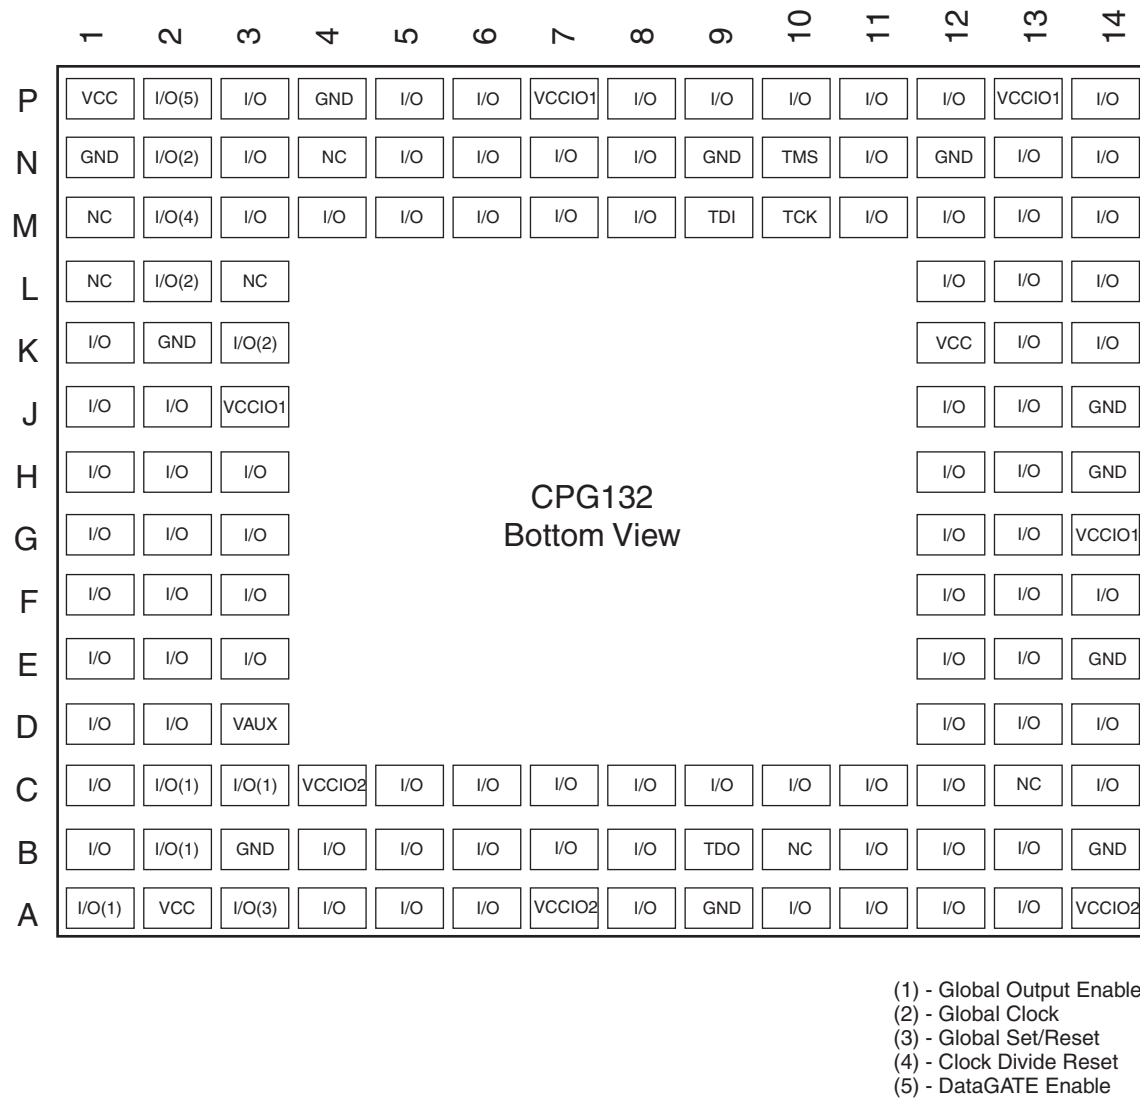 1 2 3 4 5 6 7 8 9 10 11 12 13 14
P VCC I/O(5) I/O GND I/O I/O VCCIO1 I/O I/O I/O I/O I/O VCCIO1 I/O
N GND I/O(2) I/O NC I/O I/O I/O I/O GND TMS I/O GND I/O I/O
M NC I/O(4) I/O I/O I/O I/O I/O I/O TDI TCK I/O I/O I/O I/O
L NC I/O(2) NC I/O I/O I/O
K I/O GND I/O(2) VCC I/O I/O
J I/O I/O VCCIO1 I/O I/O GND
H I/O I/O I/O I/O I/O GND
CPG132
Bottom View
G I/O I/O I/O I/O I/O VCCIO1
F I/O I/O I/O I/O I/O I/O
E I/O I/O I/O I/O I/O GND
D I/O I/O VAUX I/O I/O I/O
C I/O I/O(1) I/O(1) VCCIO2 I/O I/O I/O I/O I/O I/O I/O I/O NC I/O
B I/O I/O(1) GND I/O I/O I/O I/O I/O TDO NC I/O I/O I/O GND
A I/O(1) VCC I/O(3) I/O I/O I/O VCCIO2 I/O GND I/O I/O I/O I/O VCCIO2
(1) - Global Output Enable
(2) - Global Clock
(3) - Global Set/Reset
(4) - Clock Divide Reset
(5) - DataGATE Enable